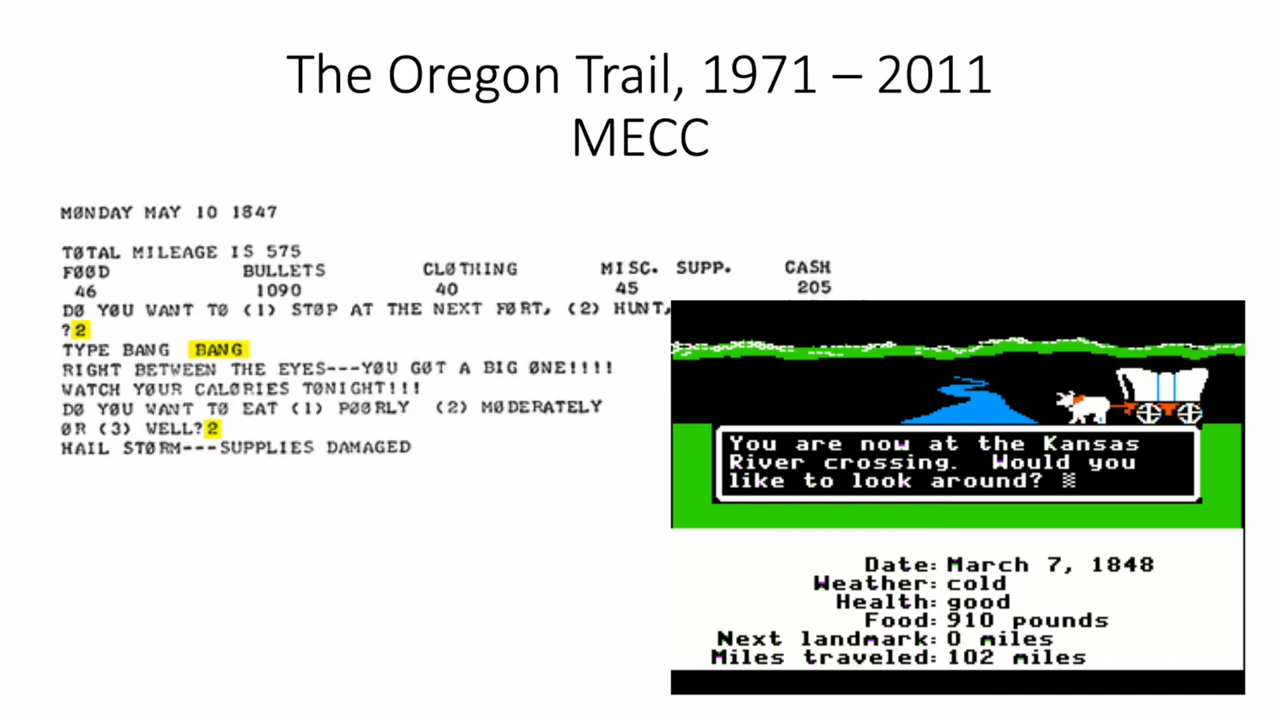 The Oregon Trail, 1971 – 2011
MECC
MØNDAY MAY 10 1847
TØTAL MILEAGE IS 575
FØØD BULLETS CLØTHING MISC. SUPP. CASH
46 1090 40 45 205
DØ YØU WANT TØ (1) STØP AT THE NEXT FØRT, (2) HUNT,
?2
TYPE BANG BANG
RIGHT BETWEEN THE EYES---YØU GØT A BIG ØNE!!!!
WATCH YØUR CALØRIES TØNIGHT!!!
DØ YØU WANT TØ EAT (1) PØØRLY (2) MØDERATELY
ØR (3) WELL?2
HAIL STØRM---SUPPLIES DAMAGED
You are now at the Kansas
River crossing. Would you
like to look around?
Date: March 7, 1848
Weather: cold
Health: good
Food: 910 pounds
Next landmark: 0 miles
Miles traveled: 102 miles